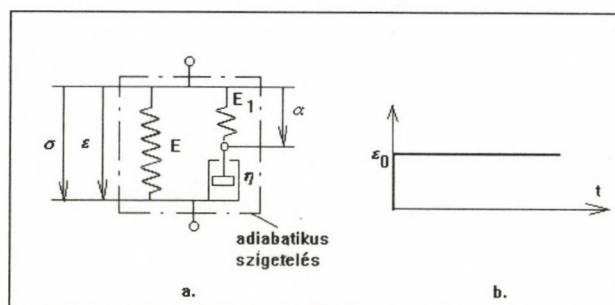 E₁
α
σ
ε
E
η
adiabatikus
szigetelés
a.
ε₀
t
b.